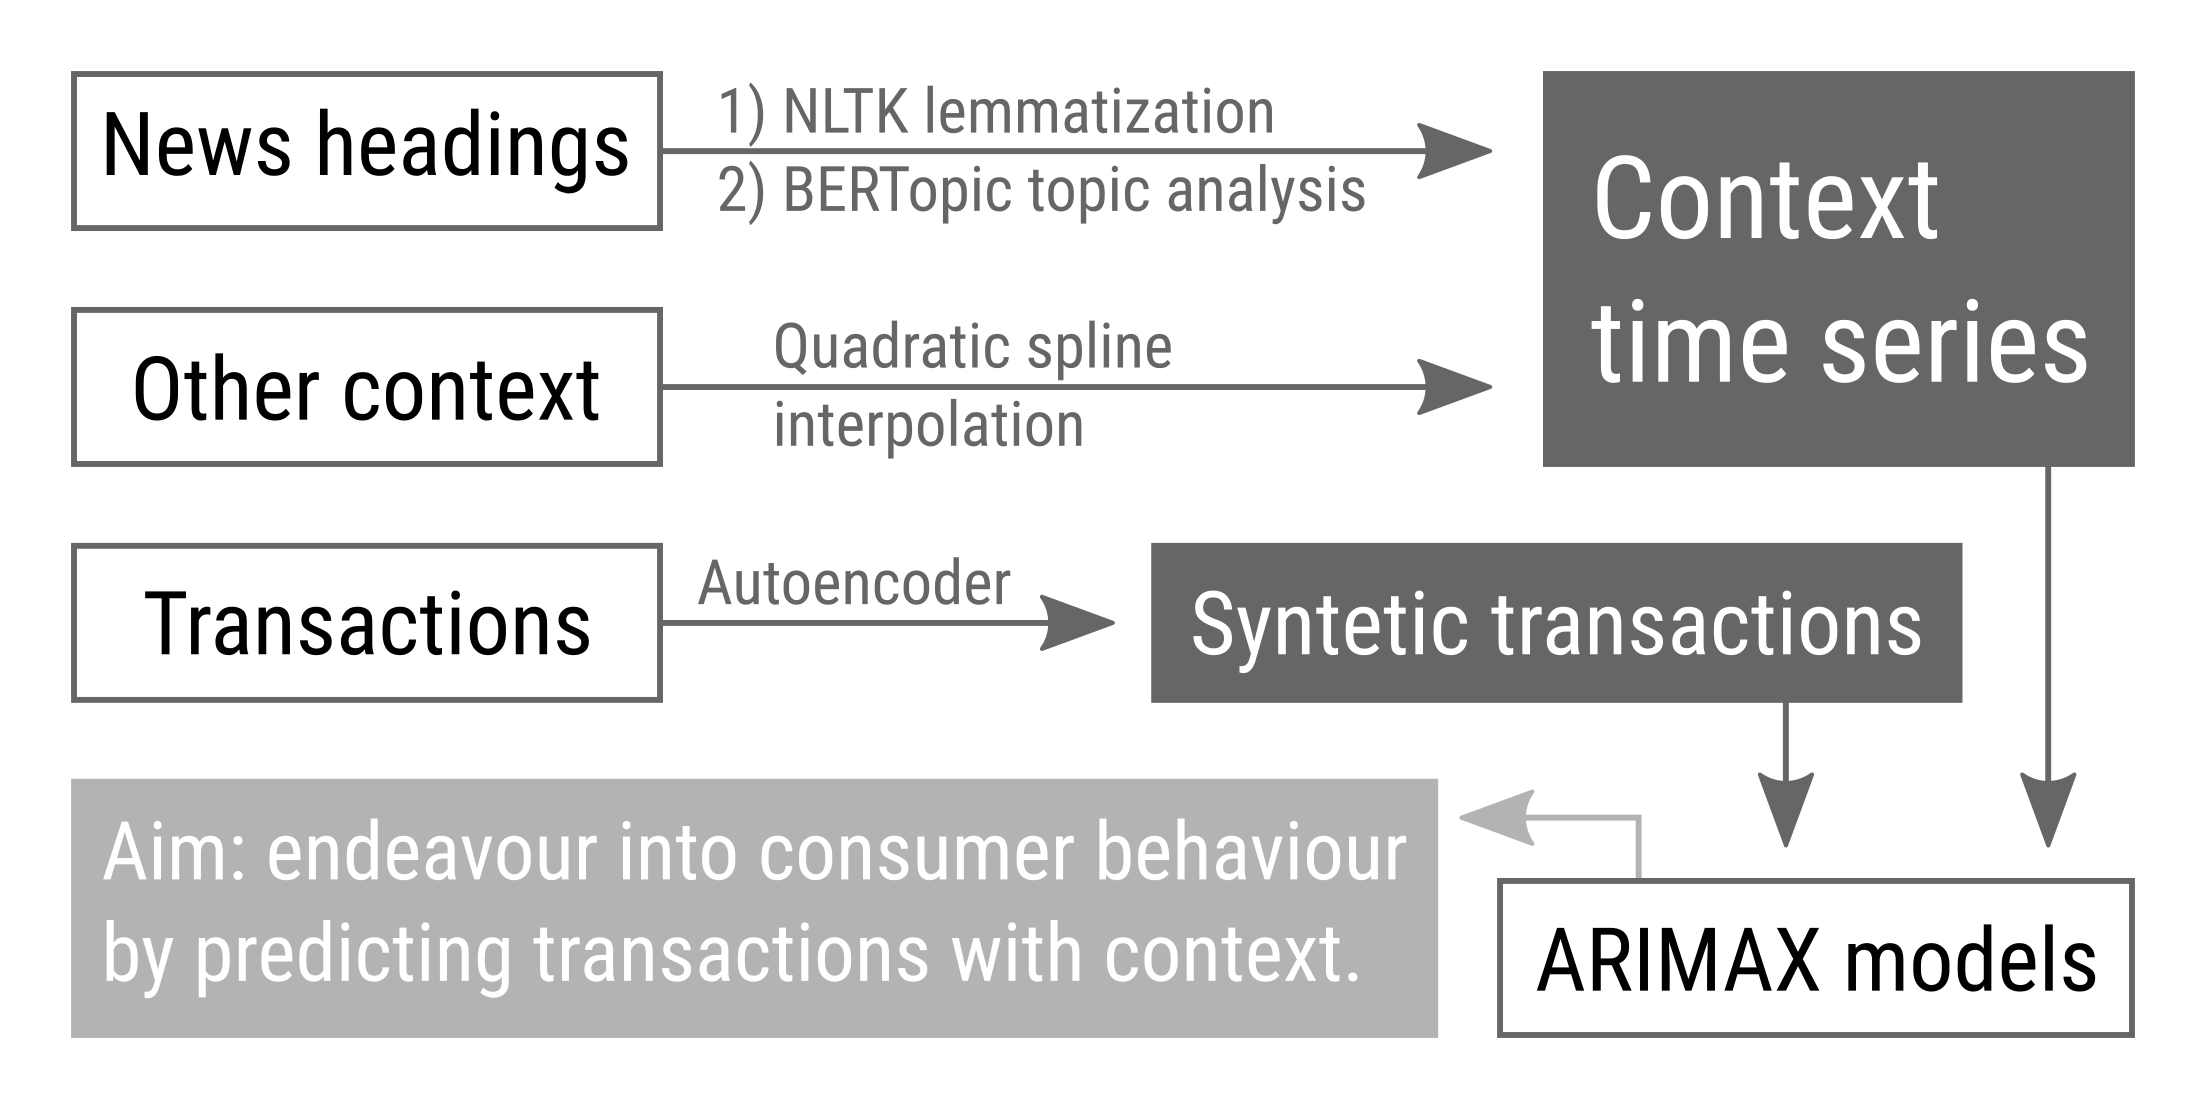 News headings
1) NLTK lemmatization
2) BERTopic topic analysis
Context
time series
Other context
Quadratic spline
interpolation
Transactions
Autoencoder
Syntetic transactions
Aim: endeavour into consumer behaviour
by predicting transactions with context.
ARIMAX models